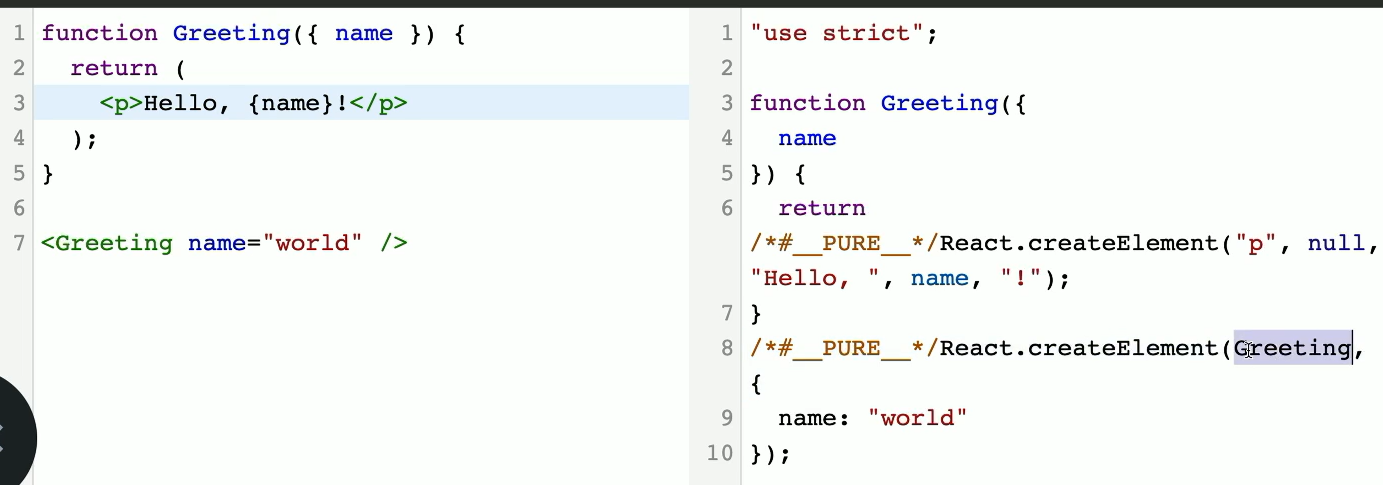 1 function Greeting({ name }) {
2   return (
3     <p>Hello, {name}!</p>
4   );
5 }
6
7 <Greeting name="world" />
1 "use strict";
2
3 function Greeting({
4   name
5 }) {
6   return
/*#__PURE__*/React.createElement("p", null,
"Hello, ", name, "!");
7 }
8 /*#__PURE__*/React.createElement(Greeting,
{
9   name: "world"
10 });